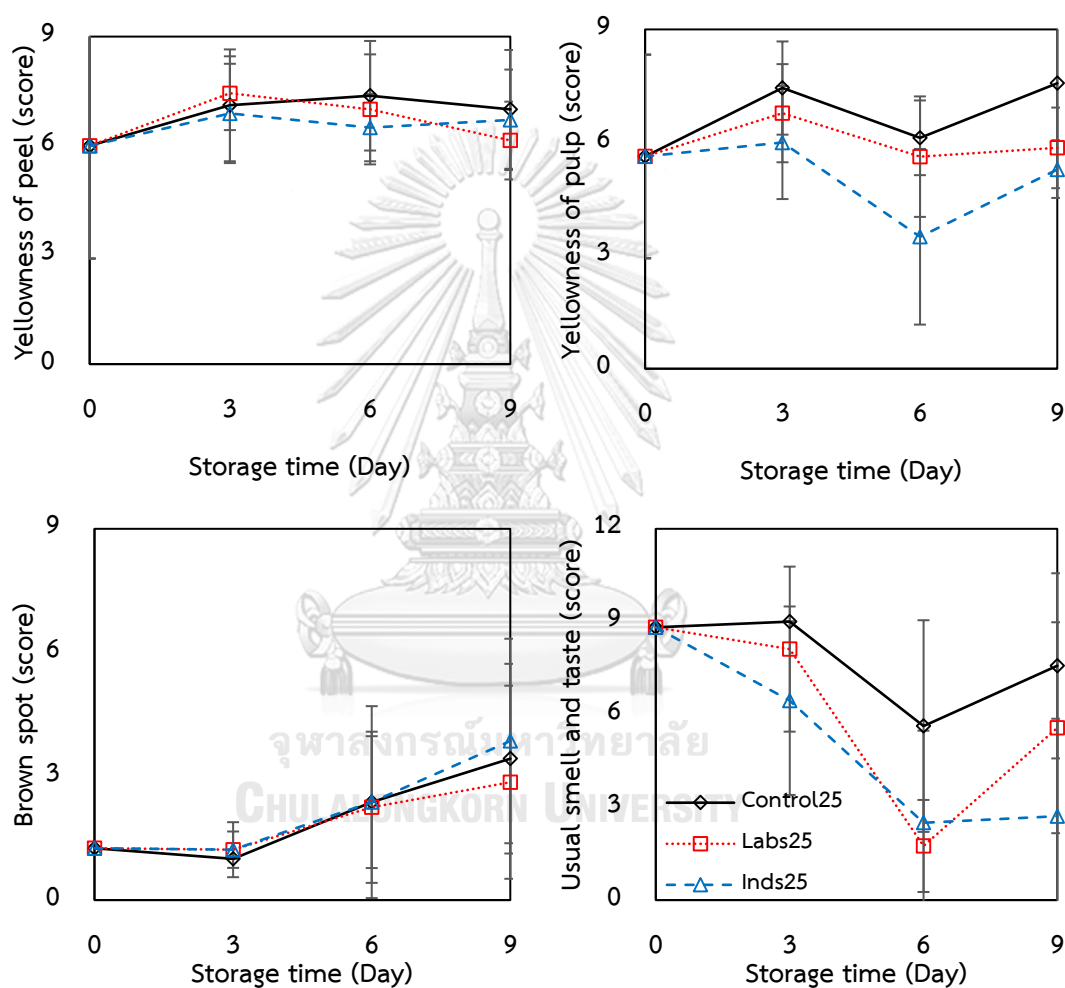 Yellowness of peel (score)
9
6
3
0
0 3 6 9
Storage time (Day)
Yellowness of pulp (score)
9
6
3
0
0 3 6 9
Storage time (Day)
Brown spot (score)
9
6
3
0
0 3 6 9
Storage time (Day)
Usual smell and taste (score)
12
9
6
3
0
Control25
Labs25
Inds25
0 3 6 9
Storage time (Day)
จุฬาลงกรณ์มหาวิทยาลัย
CHULALONGKORN UNIVERSITY